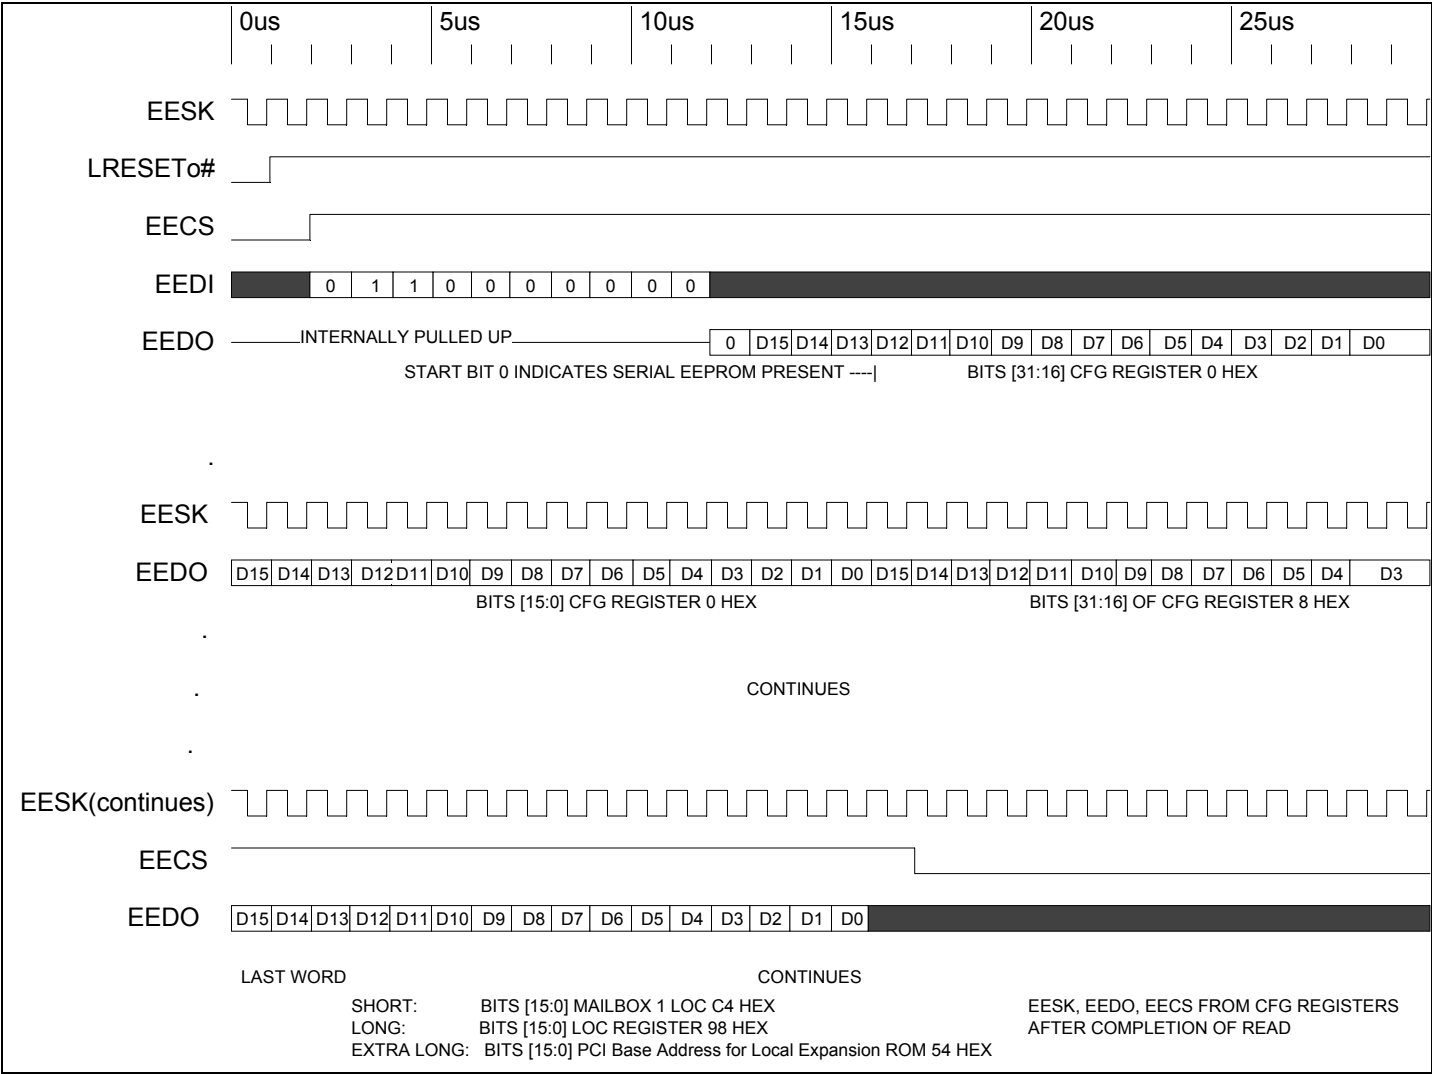 0us 5us 10us 15us 20us 25us
EESK
LRESETo#
EECS
EEDI 0 1 1 0 0 0 0 0 0 0
EEDO INTERNALLY PULLED UP 0 D15 D14 D13 D12 D11 D10 D9 D8 D7 D6 D5 D4 D3 D2 D1 D0
START BIT 0 INDICATES SERIAL EEPROM PRESENT ----| BITS [31:16] CFG REGISTER 0 HEX
.
EESK
EEDO D15 D14 D13 D12 D11 D10 D9 D8 D7 D6 D5 D4 D3 D2 D1 D0 D15 D14 D13 D12 D11 D10 D9 D8 D7 D6 D5 D4 D3
BITS [15:0] CFG REGISTER 0 HEX BITS [31:16] OF CFG REGISTER 8 HEX
.
. CONTINUES
.
EESK(continues)
EECS
EEDO D15 D14 D13 D12 D11 D10 D9 D8 D7 D6 D5 D4 D3 D2 D1 D0
LAST WORD CONTINUES
SHORT: BITS [15:0] MAILBOX 1 LOC C4 HEX EESK, EEDO, EECS FROM CFG REGISTERS
LONG: BITS [15:0] LOC REGISTER 98 HEX AFTER COMPLETION OF READ
EXTRA LONG: BITS [15:0] PCI Base Address for Local Expansion ROM 54 HEX